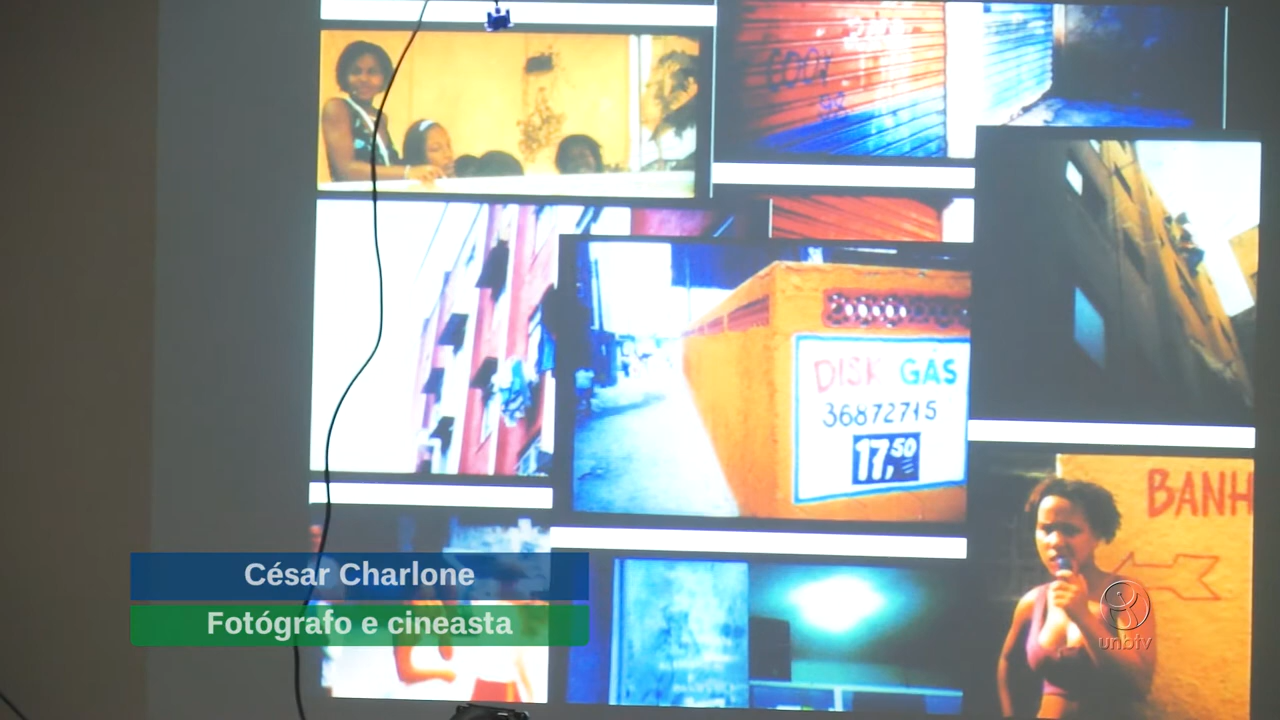 DISK GÁS
36872715
17,50
BANH
César Charlone
Fotógrafo e cineasta
unbtv